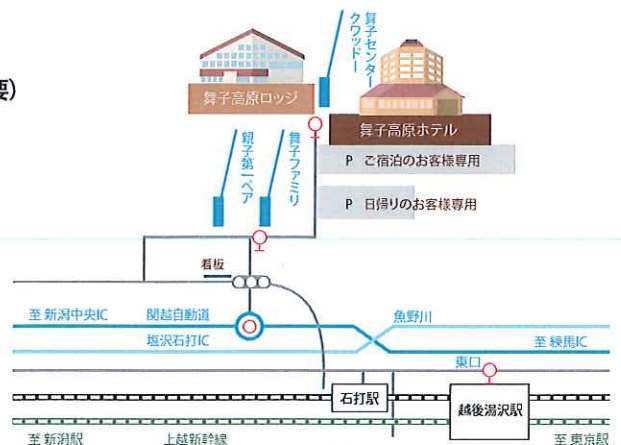 要)
舞子センター
クワッドー
舞子高原ロッジ
舞子高原ホテル
P ご宿泊のお客様専用
P 日帰りのお客様専用
親子第一ペア
舞子ファミリ
看板
至 新潟中央IC
関越自動道
魚野川
塩沢石打IC
至 練馬IC
東口
石打駅
越後湯沢駅
至 新潟駅
上越新幹線
至 東京駅